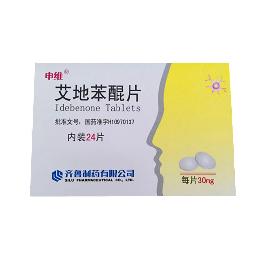 申维®
艾地苯醌片
Idebenone Tablets
批准文号：国药准字H10970137
内装24片
齐鲁制药有限公司
QILU PHARMACEUTICAL CO., LTD.
每片30mg